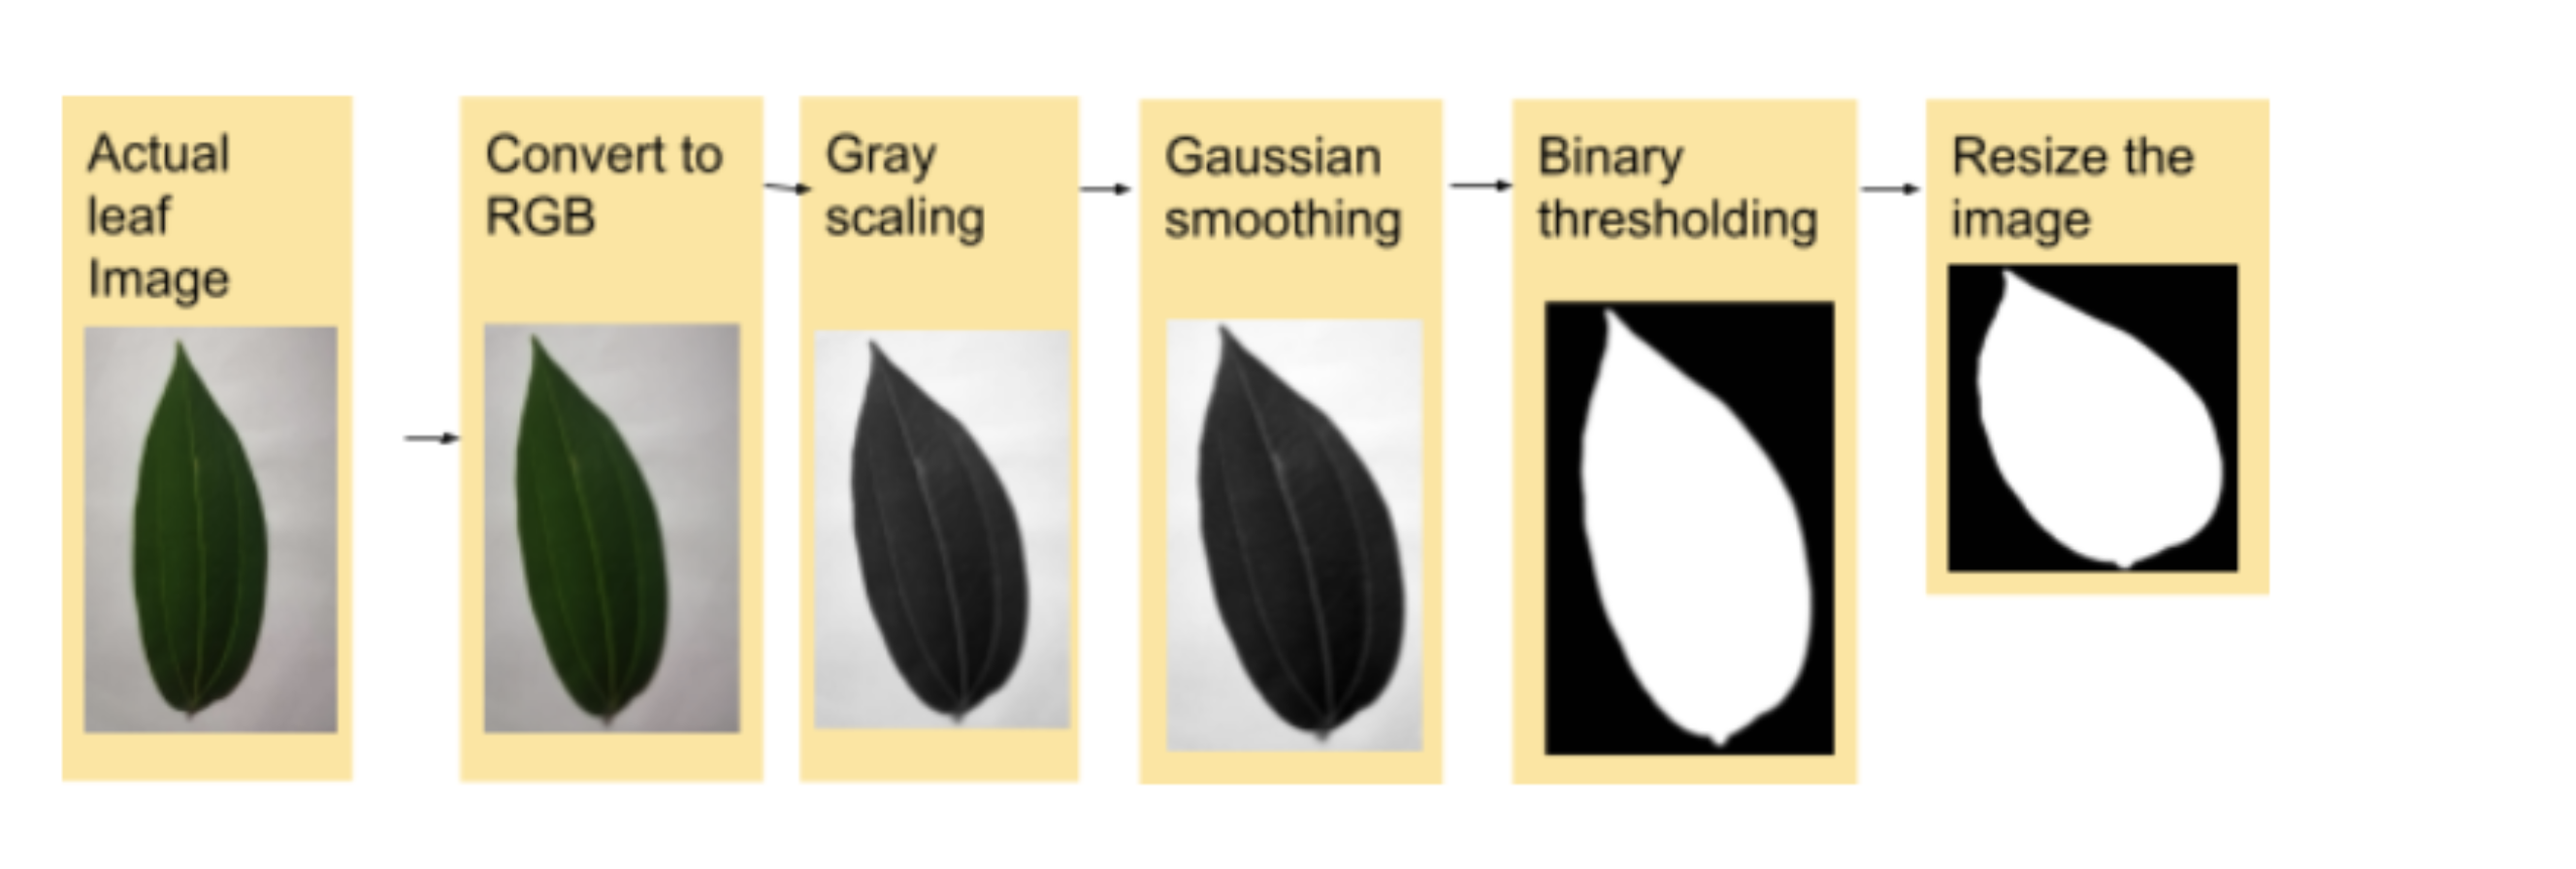 Actual
leaf
Image
Convert to
RGB
Gray
scaling
Gaussian
smoothing
Binary
thresholding
Resize the
image